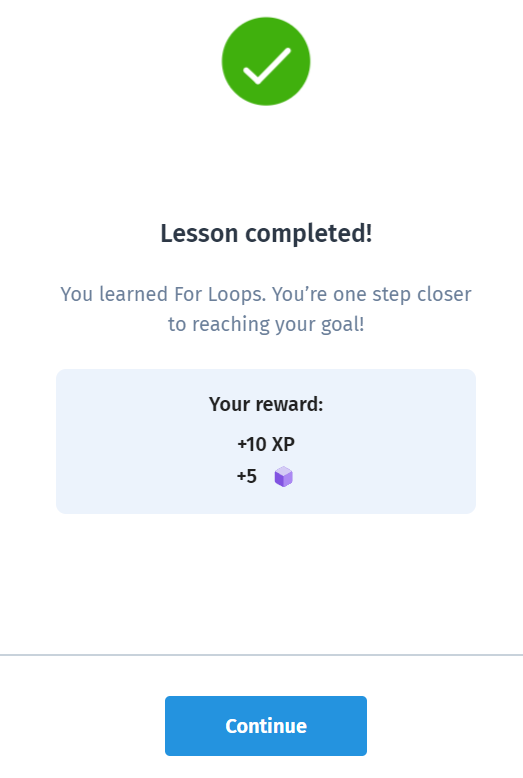 Lesson completed!
You learned For Loops. You’re one step closer
to reaching your goal!
Your reward:
+10 XP
+5
Continue